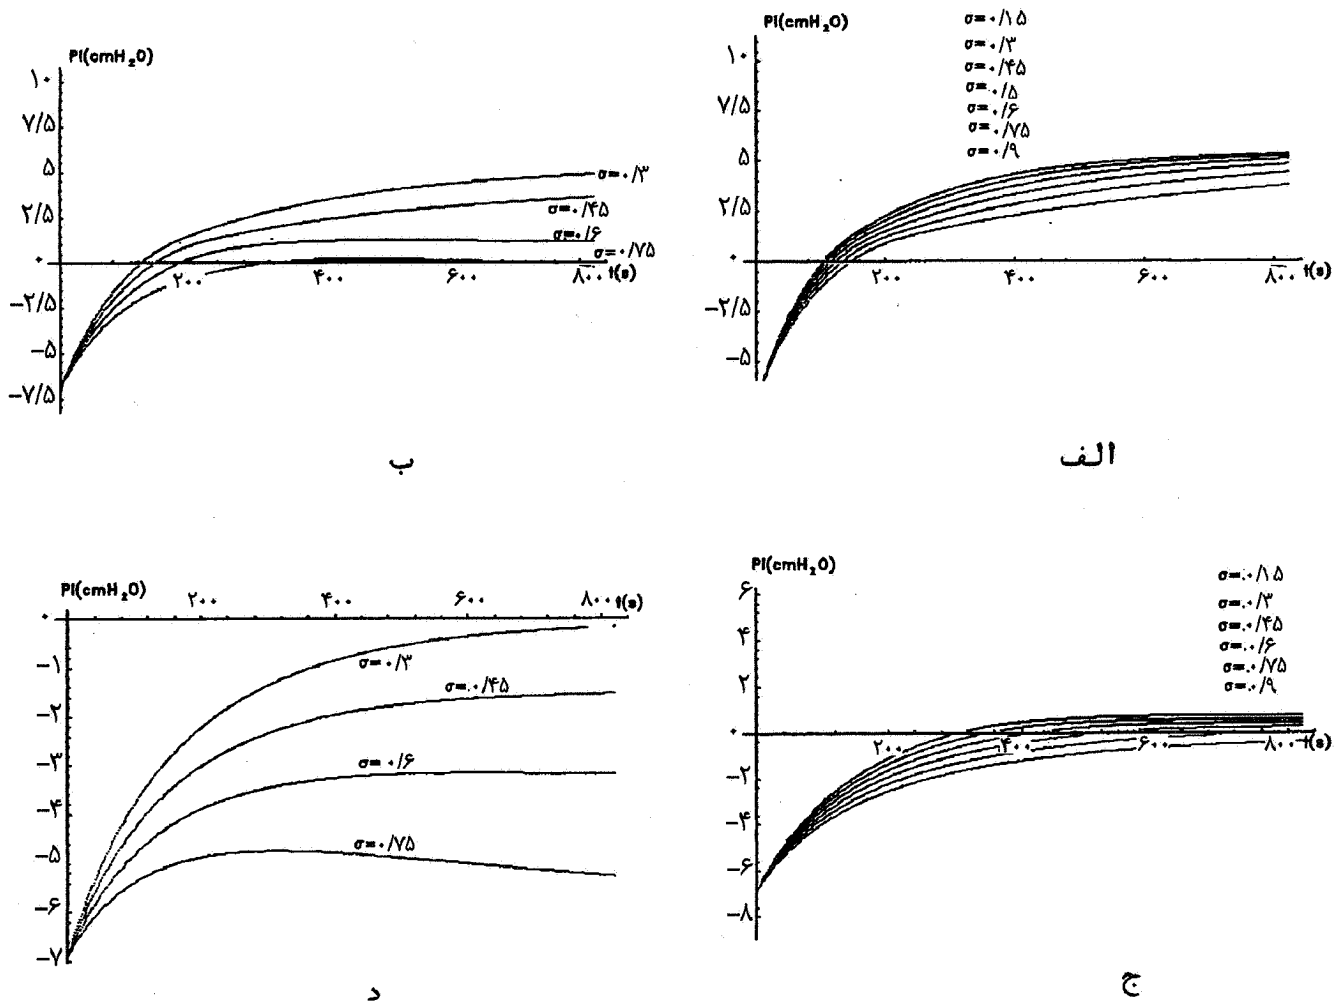 PI(cmH₂O)
σ=۰/۱۵
σ=۰/۳
σ=۰/۴۵
σ=۰/۵
σ=۰/۶
σ=۰/۷۵
σ=۰/۹
۱۰
۷/۵
۵
۲/۵
۰
-۲/۵
-۵
۲۰۰ ۴۰۰ ۶۰۰ ۸۰۰ t(s)
الف
PI(cmH₂O)
۱۰
۷/۵
۵
۲/۵
۰
-۲/۵
-۵
-۷/۵
σ=۰/۳
σ=۰/۴۵
σ=۰/۶
σ=۰/۷۵
۲۰۰ ۴۰۰ ۶۰۰ ۸۰۰ t(s)
ب
PI(cmH₂O)
σ=۰/۱۵
σ=۰/۳
σ=۰/۴۵
σ=۰/۶
σ=۰/۷۵
σ=۰/۹
۶
۴
۲
۰
-۲
-۴
-۶
-۸
۲۰۰ ۴۰۰ ۶۰۰ ۸۰۰ t(s)
ج
PI(cmH₂O)
۲۰۰ ۴۰۰ ۶۰۰ ۸۰۰ t(s)
۰
-۱
-۲
-۳
-۴
-۵
-۶
-۷
σ=۰/۳
σ=۰/۴۵
σ=۰/۶
σ=۰/۷۵
د